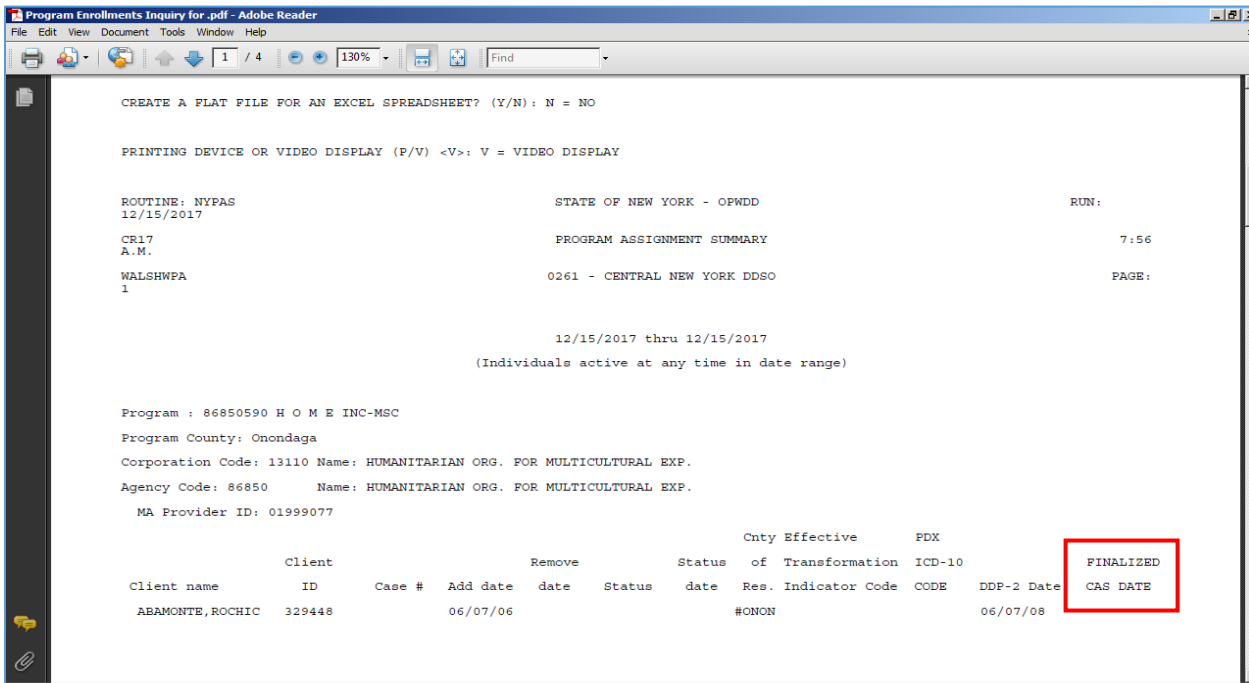 Program Enrollments Inquiry for .pdf - Adobe Reader
File Edit View Document Tools Window Help
1 / 4 130% Find
CREATE A FLAT FILE FOR AN EXCEL SPREADSHEET? (Y/N): N = NO
PRINTING DEVICE OR VIDEO DISPLAY (P/V) <V>: V = VIDEO DISPLAY
ROUTINE: NYPAS STATE OF NEW YORK - OPWDD RUN:
12/15/2017
CR17 PROGRAM ASSIGNMENT SUMMARY 7:56
A.M.
WALSHWPA 0261 - CENTRAL NEW YORK DDSO PAGE:
1
12/15/2017 thru 12/15/2017
(Individuals active at any time in date range)
Program : 86850590 H O M E INC-MSC
Program County: Onondaga
Corporation Code: 13110 Name: HUMANITARIAN ORG. FOR MULTICULTURAL EXP.
Agency Code: 86850 Name: HUMANITARIAN ORG. FOR MULTICULTURAL EXP.
MA Provider ID: 01999077
Cnty Effective PDX
Client Remove Status of Transformation ICD-10 FINALIZED
Client name ID Case # Add date date Status date Res. Indicator Code CODE DDP-2 Date CAS DATE
ABAMONTE,ROCHIC 329448 06/07/06 #ONON 06/07/08